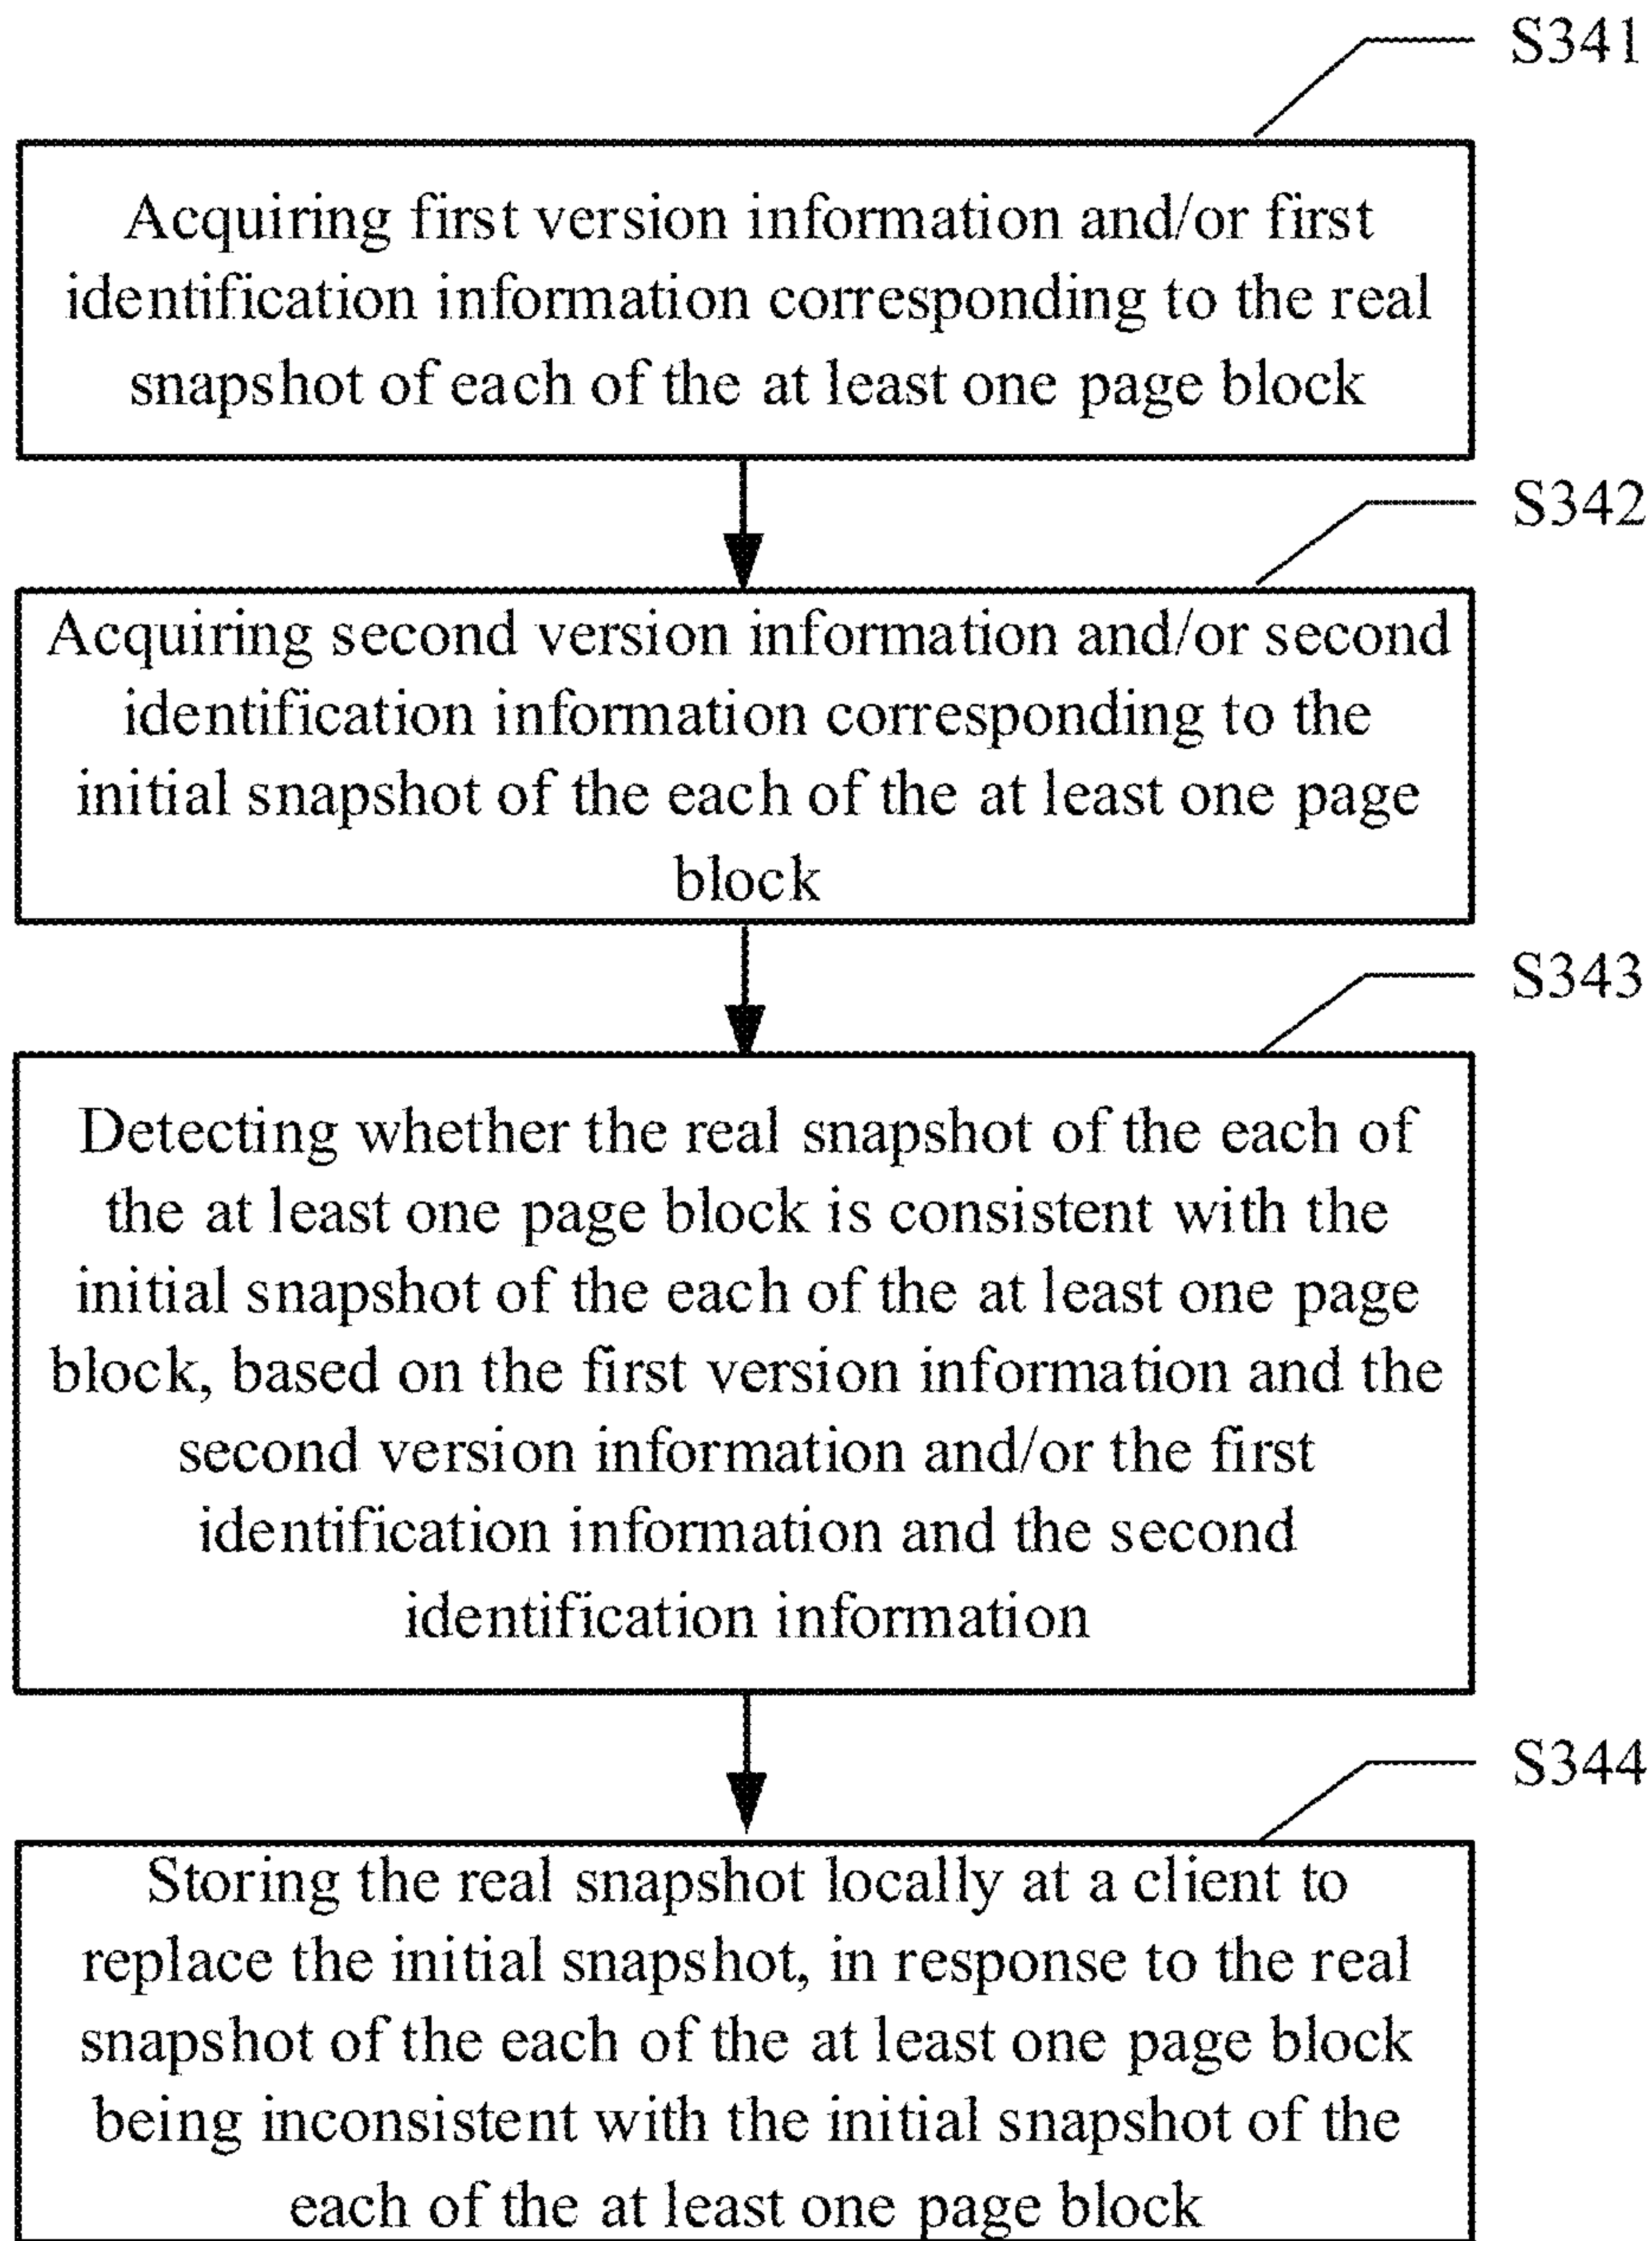 S341
Acquiring first version information and/or first
identification information corresponding to the real
snapshot of each of the at least one page block
S342
Acquiring second version information and/or second
identification information corresponding to the
initial snapshot of the each of the at least one page
block
S343
Detecting whether the real snapshot of the each of
the at least one page block is consistent with the
initial snapshot of the each of the at least one page
block, based on the first version information and the
second version information and/or the first
identification information and the second
identification information
S344
Storing the real snapshot locally at a client to
replace the initial snapshot, in response to the real
snapshot of the each of the at least one page block
being inconsistent with the initial snapshot of the
each of the at least one page block